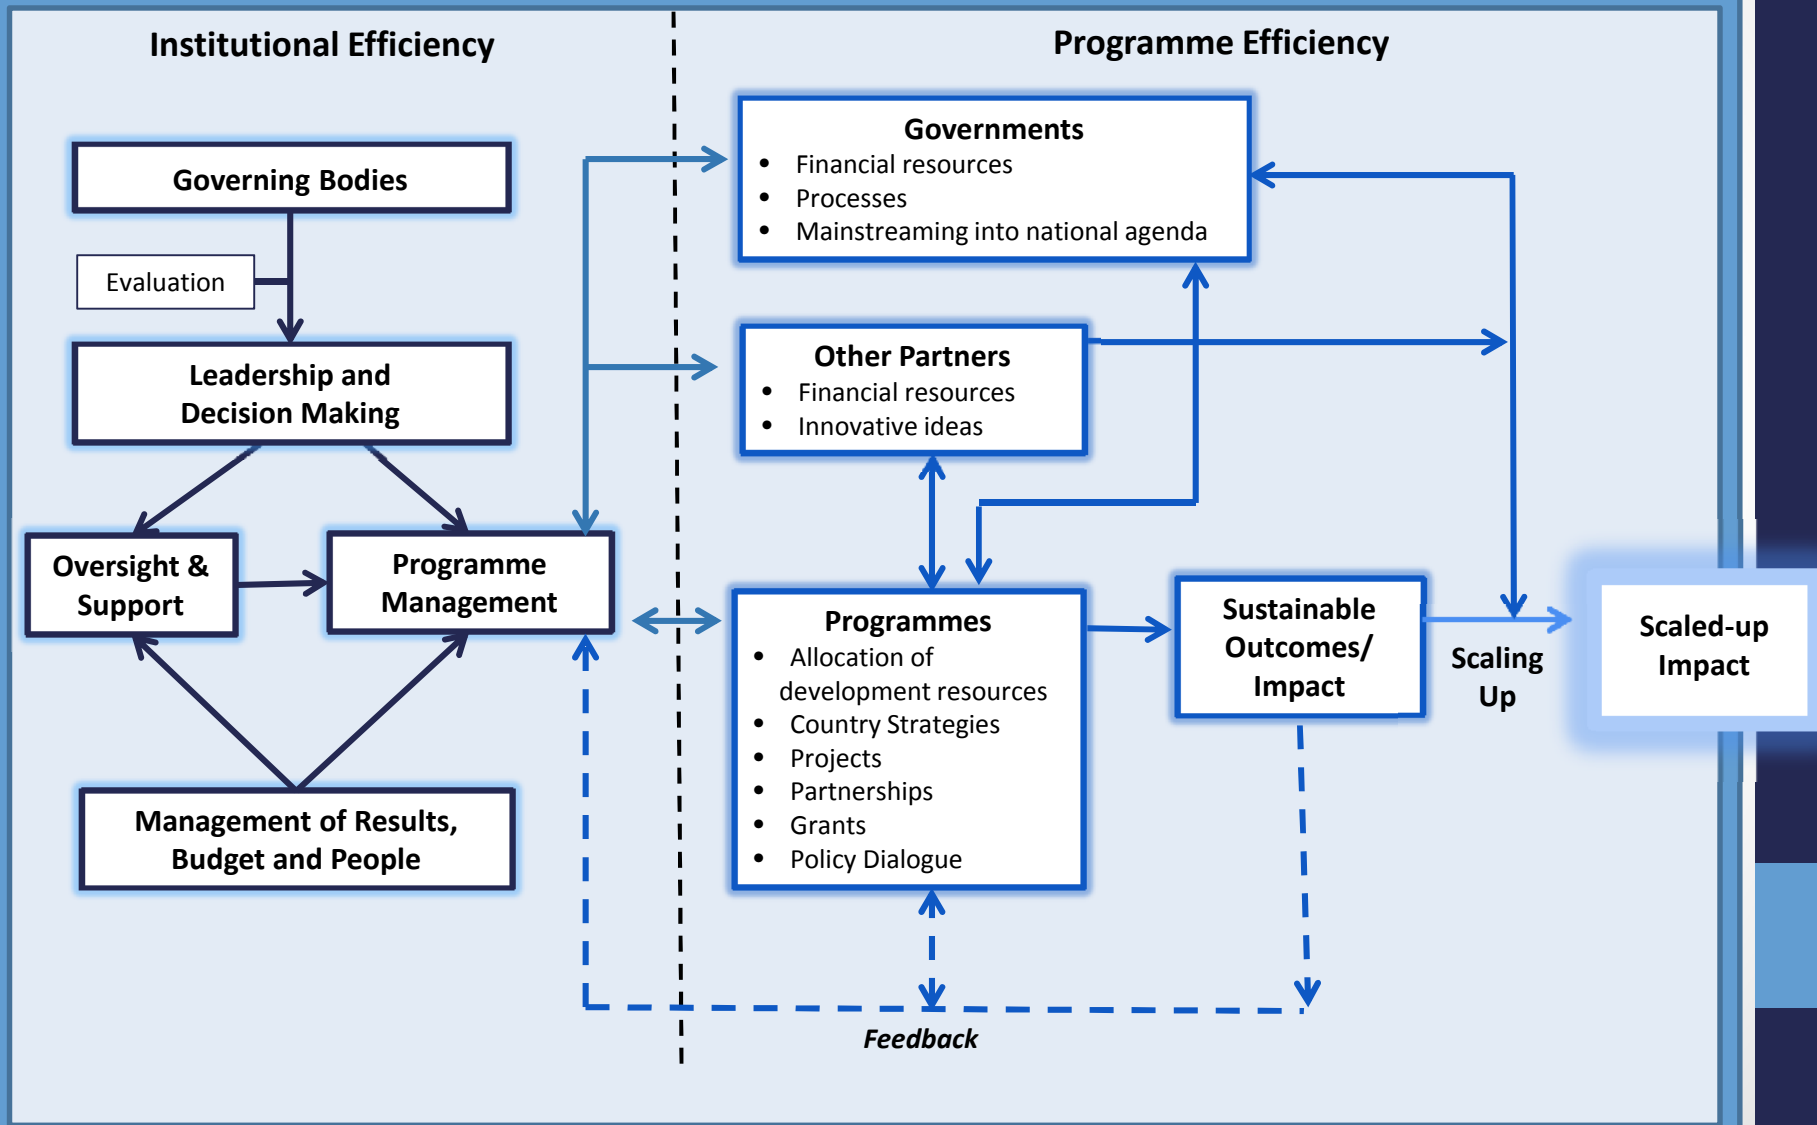 Institutional Efficiency
Programme Efficiency
Governing Bodies
Evaluation
Leadership and
Decision Making
Oversight &
Support
Programme
Management
Management of Results,
Budget and People
Governments
• Financial resources
• Processes
• Mainstreaming into national agenda
Other Partners
• Financial resources
• Innovative ideas
Programmes
• Allocation of
development resources
• Country Strategies
• Projects
• Partnerships
• Grants
• Policy Dialogue
Sustainable
Outcomes/
Impact
Scaling
Up
Scaled-up
Impact
Feedback